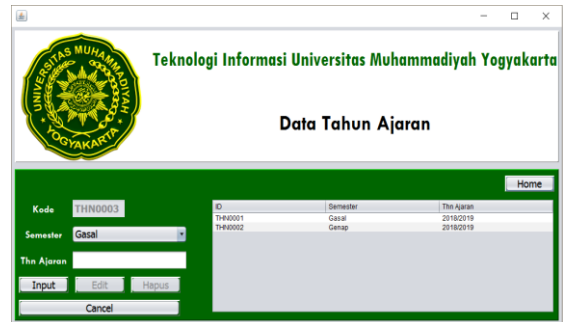 UNIVERSITAS MUHAMMADIYAH
YOGYAKARTA
Teknologi Informasi Universitas Muhammadiyah Yogyakarta
Data Tahun Ajaran
Home
Kode THN0003
Semester Gasal
Thn Ajaran
Input Edit Hapus
Cancel
ID Semester Thn Ajaran
THN0001 Gasal 2018/2019
THN0002 Genap 2018/2019